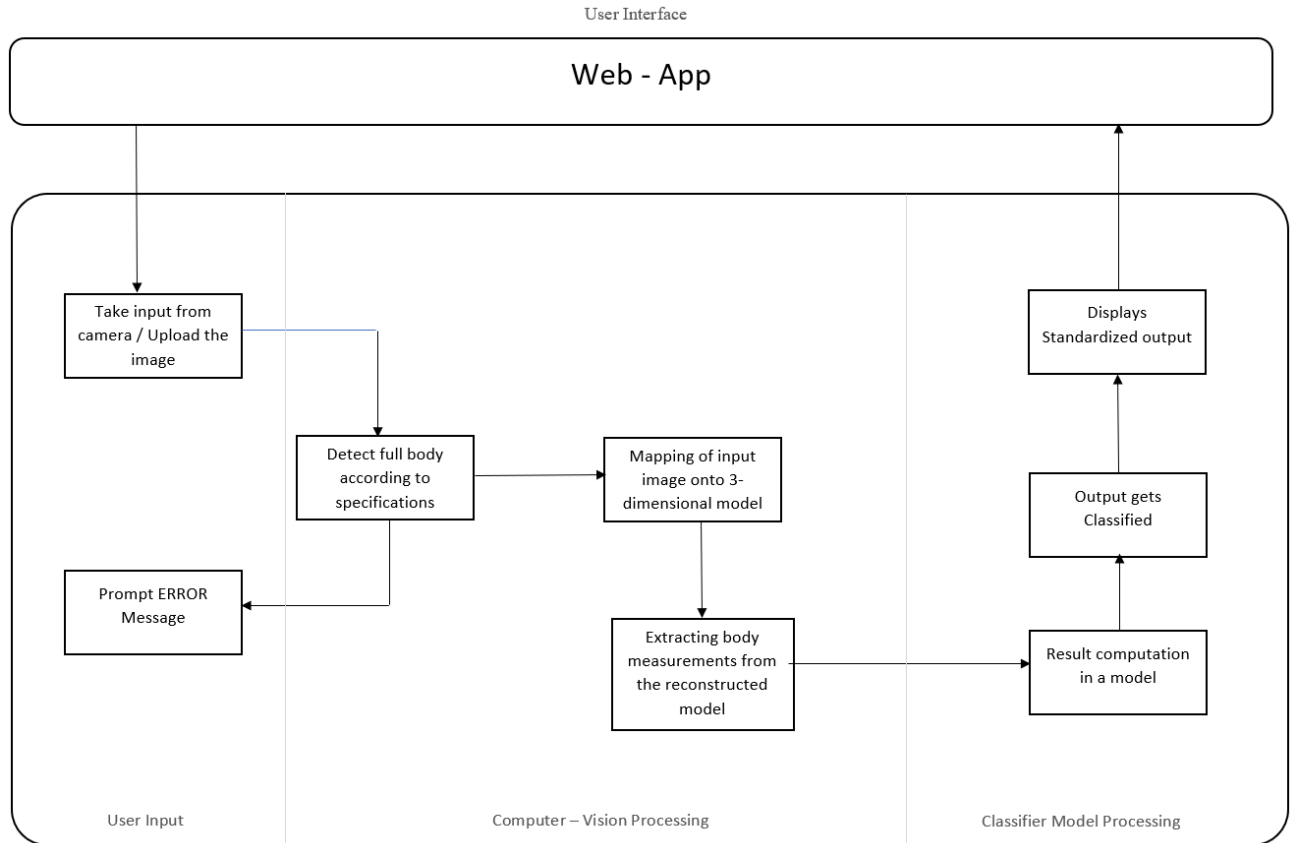 User Interface
Web - App
Take input from
camera / Upload the
image
Detect full body
according to
specifications
Prompt ERROR
Message
Mapping of input
image onto 3-
dimensional model
Extracting body
measurements from
the reconstructed
model
Displays
Standardized output
Output gets
Classified
Result computation
in a model
User Input
Computer – Vision Processing
Classifier Model Processing